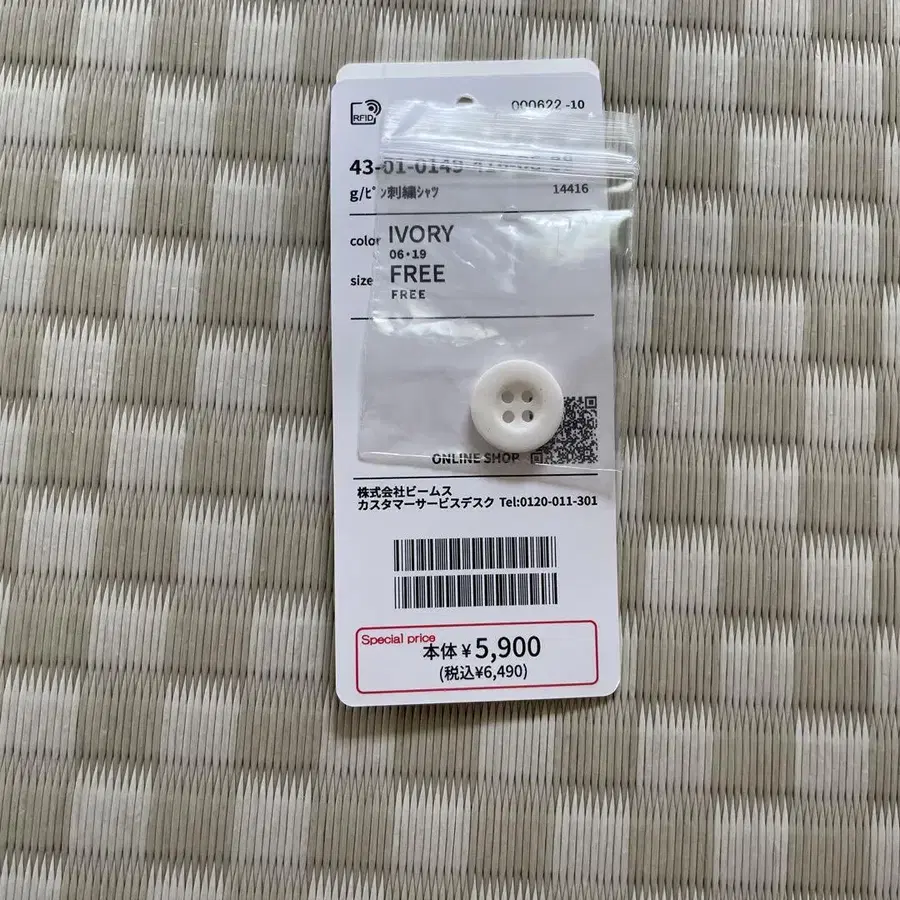 RFID
000622 -10
43-01-0149
g/ピン刺繍シャツ
14416
color IVORY
06・19
size FREE
FREE
ONLINE SHOP
株式会社ビームス
カスタマーサービスデスク Tel:0120-011-301
Special price
本体¥5,900
(税込¥6,490)